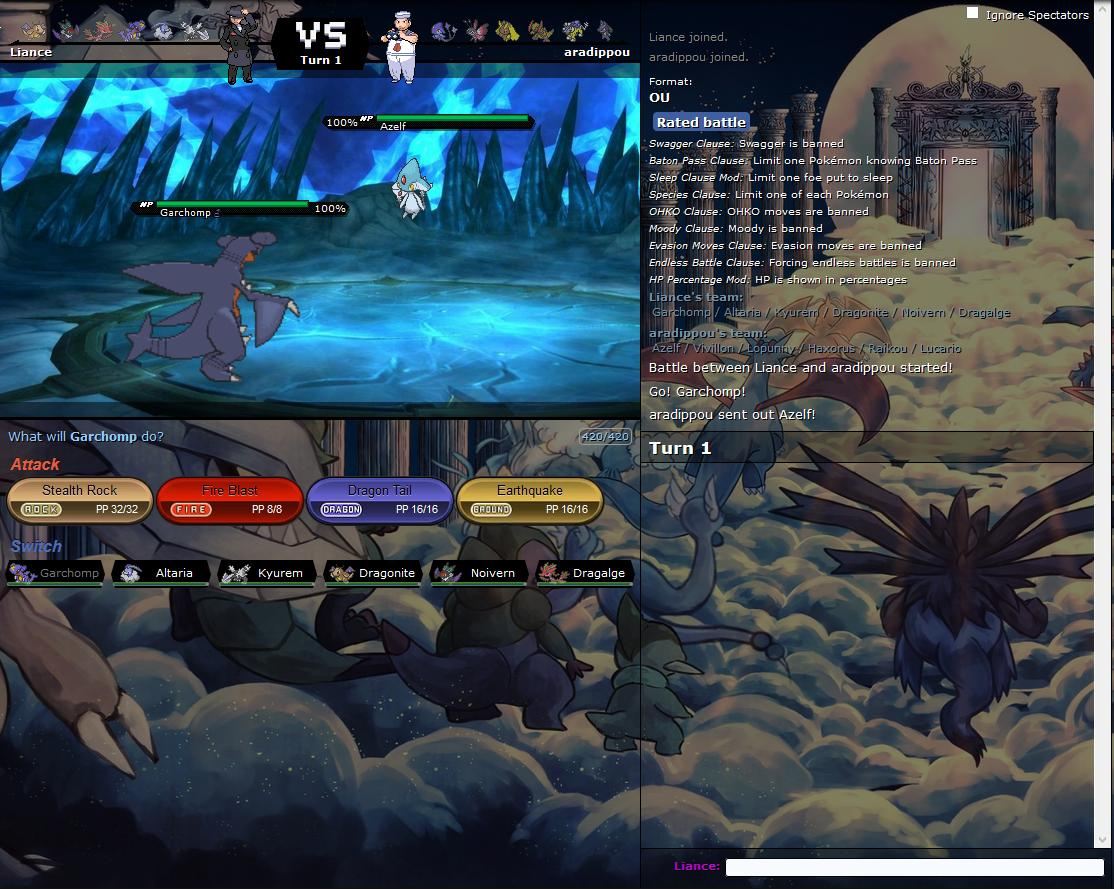 VS
Turn 1
Liance
aradippou
100%
Azelf
Garchomp
100%
What will Garchomp do?
420/420
Attack
Stealth Rock
ROCK PP 32/32
Fire Blast
FIRE PP 8/8
Dragon Tail
DRAGON PP 16/16
Earthquake
GROUND PP 16/16
Switch
Garchomp
Altaria
Kyurem
Dragonite
Noivern
Dragalge
Ignore Spectators
Liance joined.
aradippou joined.
Format:
OU
Rated battle
Swagger Clause: Swagger is banned
Baton Pass Clause: Limit one Pokémon knowing Baton Pass
Sleep Clause Mod: Limit one foe put to sleep
Species Clause: Limit one of each Pokémon
OHKO Clause: OHKO moves are banned
Moody Clause: Moody is banned
Evasion Moves Clause: Evasion moves are banned
Endless Battle Clause: Forcing endless battles is banned
HP Percentage Mod: HP is shown in percentages
Liance's team:
Garchomp / Altaria / Kyurem / Dragonite / Noivern / Dragalge
aradippou's team:
Azelf / Vivillon / Lopunny / Haxorus / Raikou / Lucario
Battle between Liance and aradippou started!
Go! Garchomp!
aradippou sent out Azelf!
Turn 1
Liance: